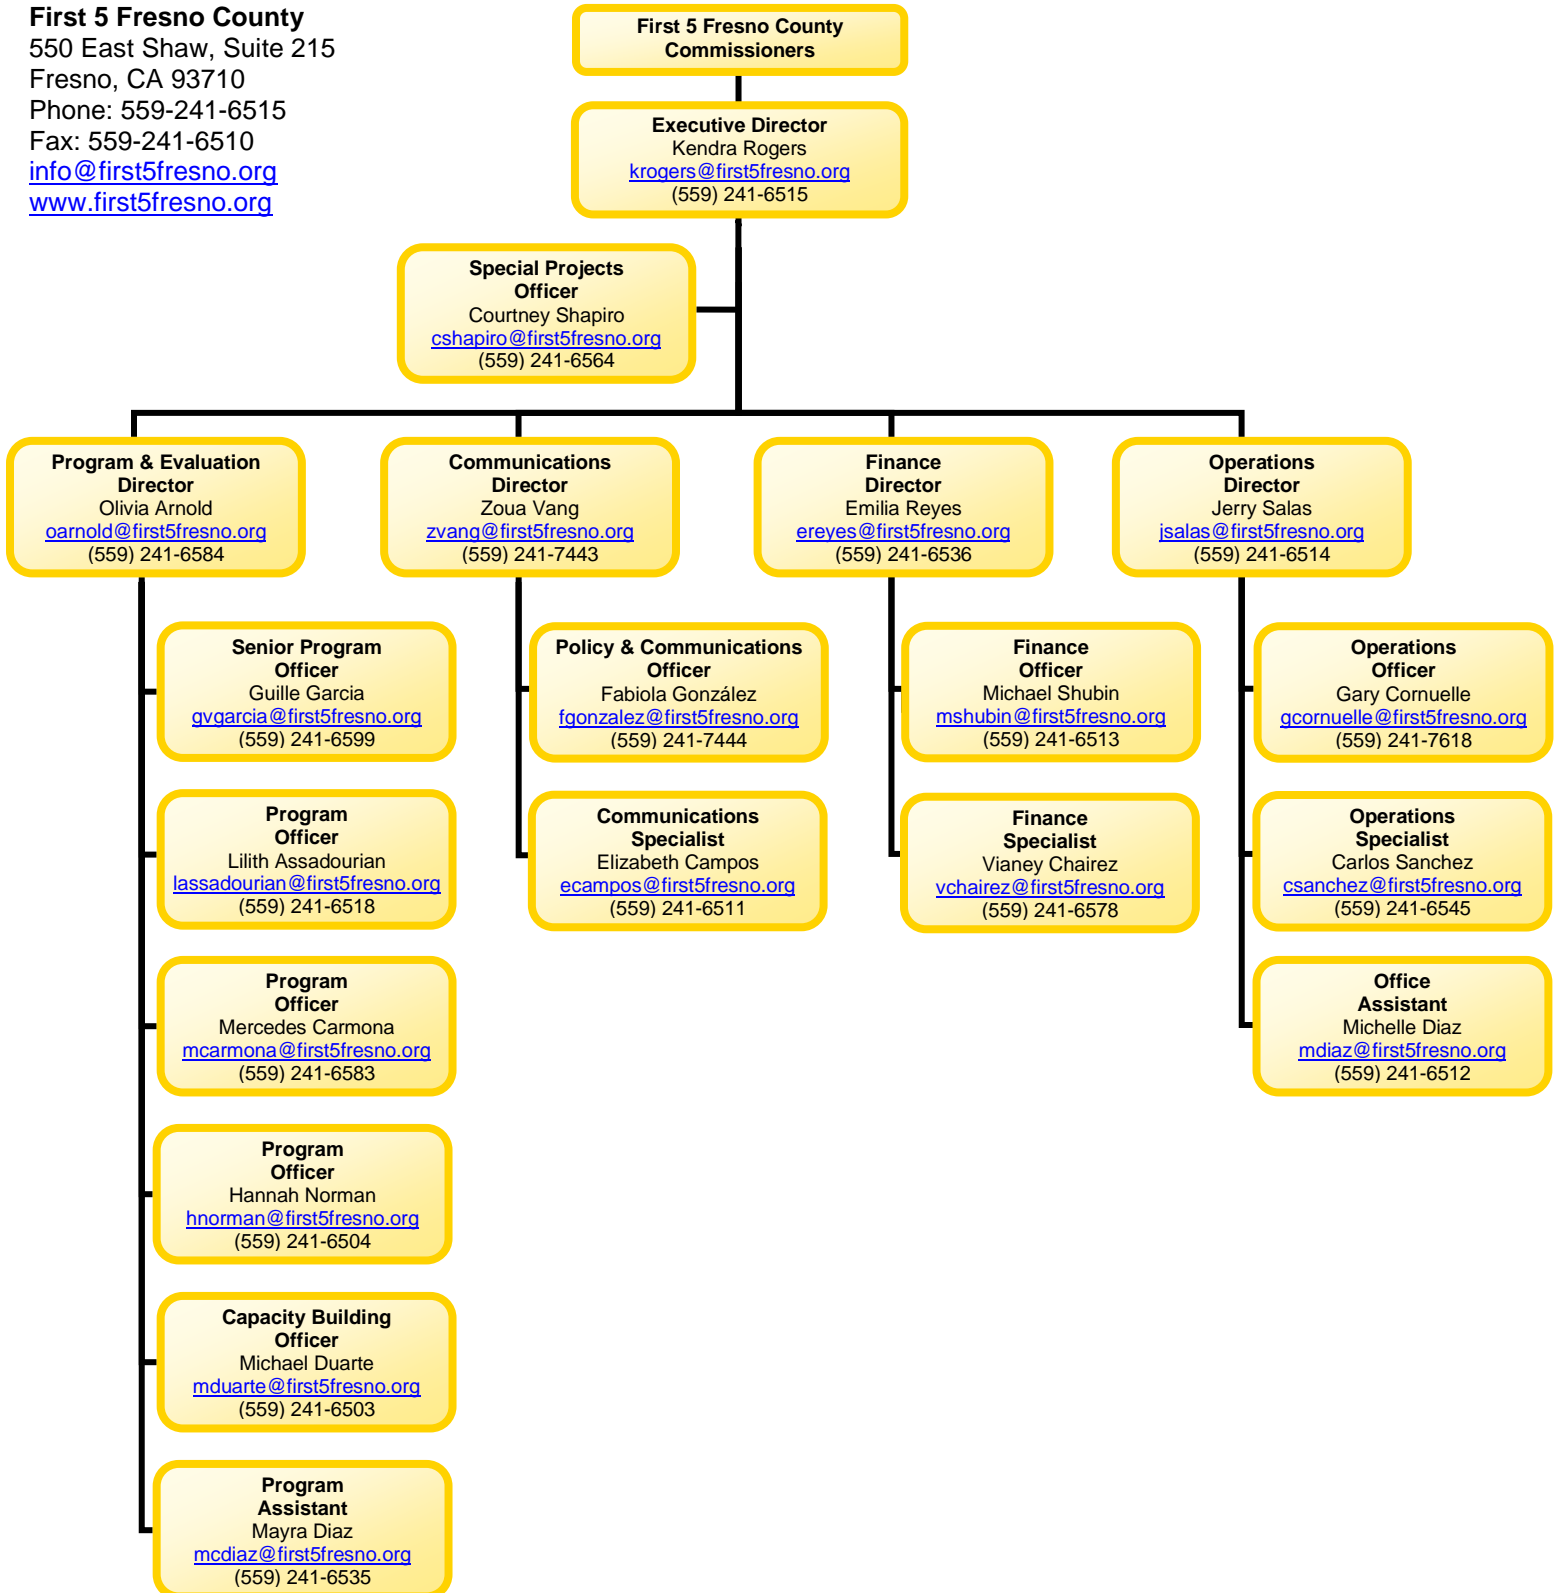 First 5 Fresno County
550 East Shaw, Suite 215
Fresno, CA 93710
Phone: 559-241-6515
Fax: 559-241-6510
info@first5fresno.org
www.first5fresno.org
First 5 Fresno County
Commissioners
Executive Director
Kendra Rogers
krogers@first5fresno.org
(559) 241-6515
Special Projects
Officer
Courtney Shapiro
cshapiro@first5fresno.org
(559) 241-6564
Program & Evaluation
Director
Olivia Arnold
oarnold@first5fresno.org
(559) 241-6584
Communications
Director
Zoua Vang
zvang@first5fresno.org
(559) 241-7443
Finance
Director
Emilia Reyes
ereyes@first5fresno.org
(559) 241-6536
Operations
Director
Jerry Salas
jsalas@first5fresno.org
(559) 241-6514
Senior Program
Officer
Guille Garcia
gvgarcia@first5fresno.org
(559) 241-6599
Policy & Communications
Officer
Fabiola González
fgonzalez@first5fresno.org
(559) 241-7444
Finance
Officer
Michael Shubin
mshubin@first5fresno.org
(559) 241-6513
Operations
Officer
Gary Cornuelle
gcornuelle@first5fresno.org
(559) 241-7618
Program
Officer
Lilith Assadourian
lassadourian@first5fresno.org
(559) 241-6518
Communications
Specialist
Elizabeth Campos
ecampos@first5fresno.org
(559) 241-6511
Finance
Specialist
Vianey Chairez
vchairez@first5fresno.org
(559) 241-6578
Operations
Specialist
Carlos Sanchez
csanchez@first5fresno.org
(559) 241-6545
Program
Officer
Mercedes Carmona
mcarmona@first5fresno.org
(559) 241-6583
Office
Assistant
Michelle Diaz
mdiaz@first5fresno.org
(559) 241-6512
Program
Officer
Hannah Norman
hnorman@first5fresno.org
(559) 241-6504
Capacity Building
Officer
Michael Duarte
mduarte@first5fresno.org
(559) 241-6503
Program
Assistant
Mayra Diaz
mcdiaz@first5fresno.org
(559) 241-6535